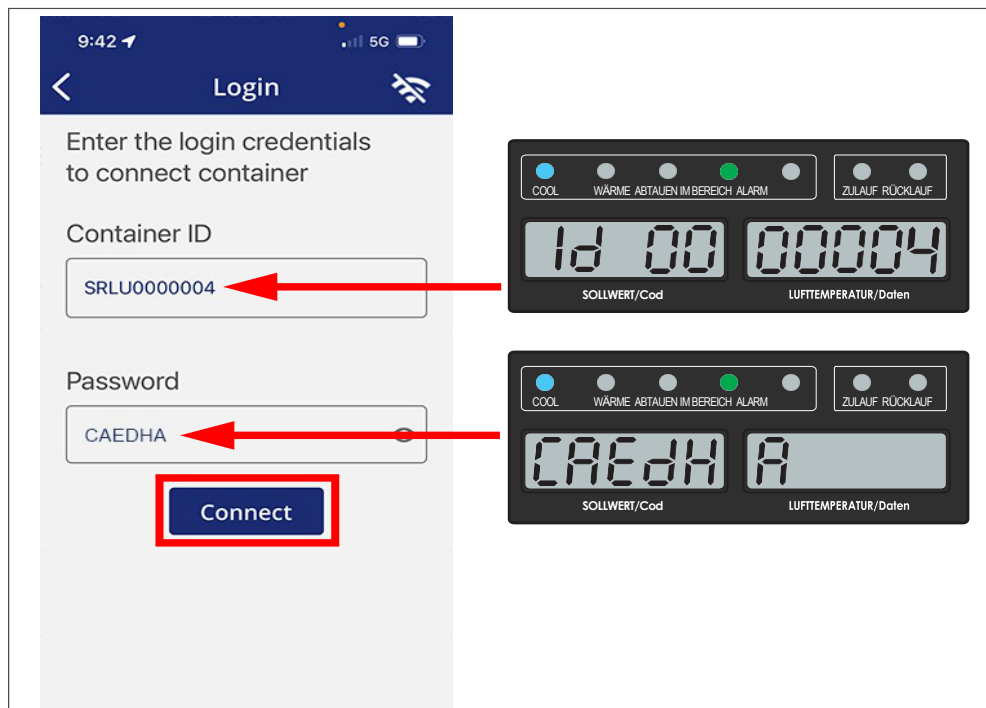 9:42
5G
Login
Enter the login credentials
to connect container
Container ID
SRLU0000004
Password
CAEDHA
Connect
COOL WÄRME ABTAUEN IM BEREICH ALARM ZULAUF RÜCKLAUF
Id 00 00004
SOLLWERT/Cod LUFTTEMPERATUR/Daten
COOL WÄRME ABTAUEN IM BEREICH ALARM ZULAUF RÜCKLAUF
CAEdH A
SOLLWERT/Cod LUFTTEMPERATUR/Daten